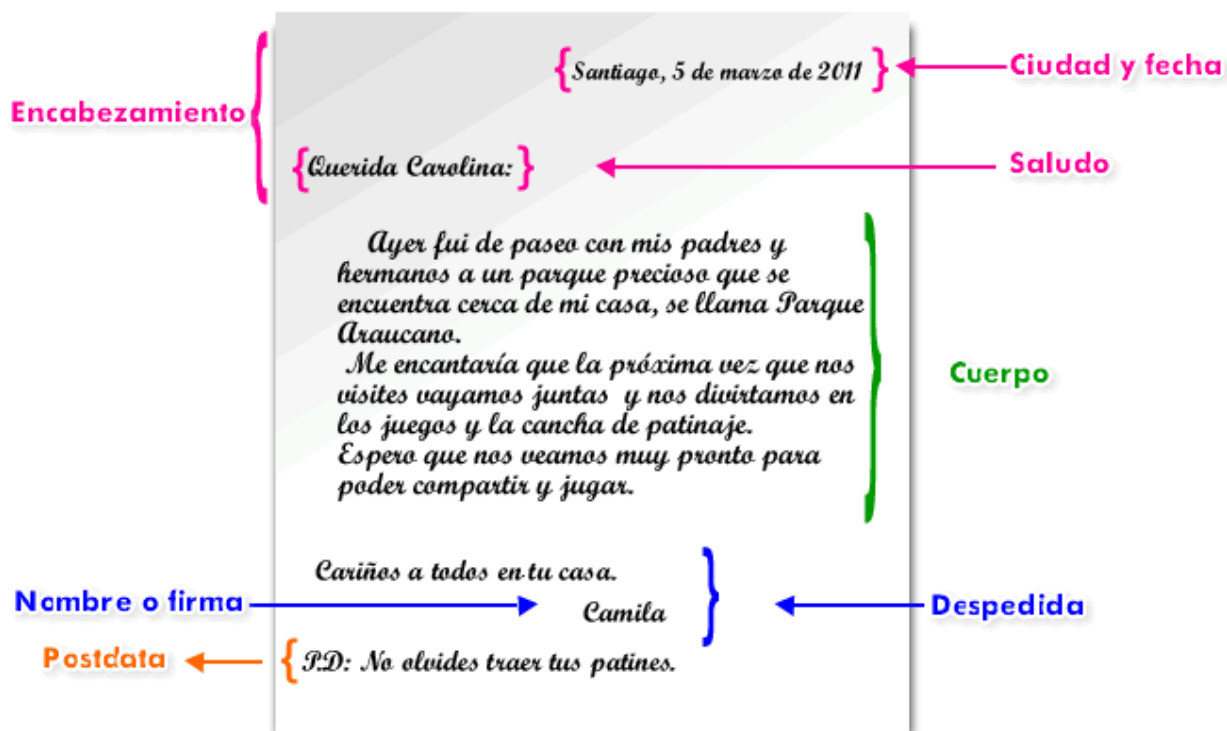 Santiago, 5 de marzo de 2011
Ciudad y fecha
Encabezamiento
Querida Carolina:
Saludo
Ayer fui de paseo con mis padres y
hermanos a un parque precioso que se
encuentra cerca de mi casa, se llama Parque
Araucano.
Me encantaría que la próxima vez que nos
visites vayamos juntas y nos divirtamos en
los juegos y la cancha de patinaje.
Espero que nos veamos muy pronto para
poder compartir y jugar.
Cuerpo
Cariños a todos en tu casa.
Nombre o firma
Camila
Despedida
Postdata
P.D: No olvides traer tus patines.